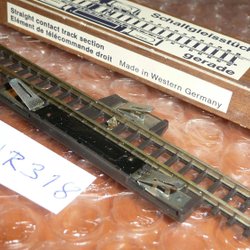 Schaltgleisstück
gerade
Straight contact track section
Elément de télécommande droit
Made in Western Germany
R318